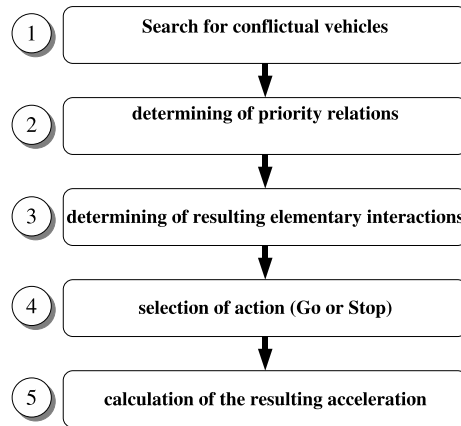 1 Search for conflictual vehicles
2 determining of priority relations
3 determining of resulting elementary interactions
4 selection of action (Go or Stop)
5 calculation of the resulting acceleration